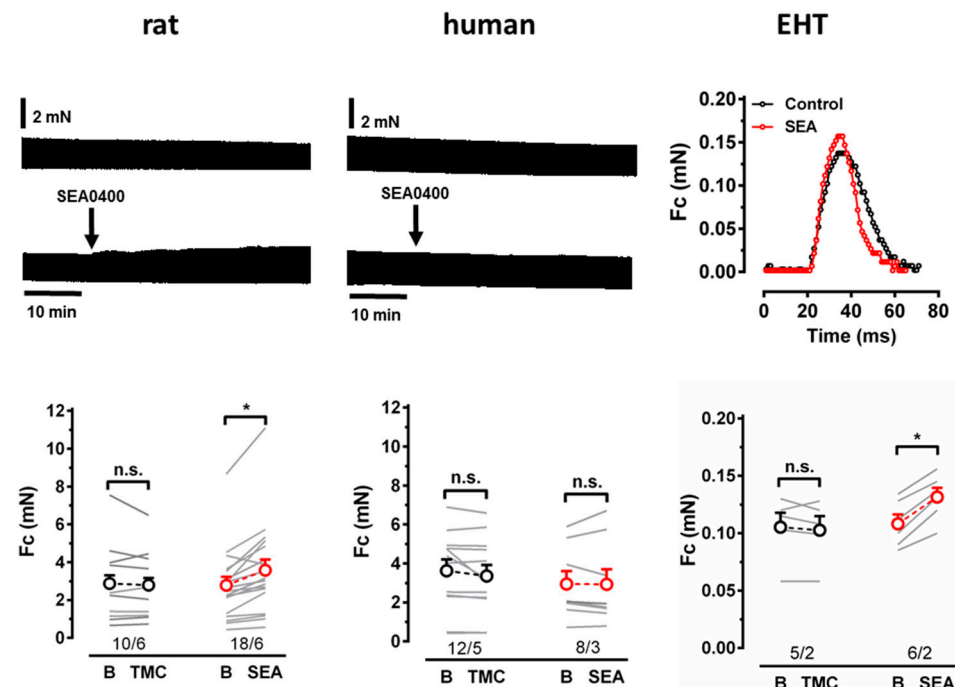 rat
human
EHT
2 mN
SEA0400
10 min
2 mN
SEA0400
10 min
0.20
0.15
0.10
0.05
0.00
Fc (mN)
Control
SEA
0 20 40 60 80
Time (ms)
12
10
8
6
4
2
0
Fc (mN)
n.s.
*
10/6 18/6
B TMC B SEA
12
10
8
6
4
2
0
Fc (mN)
n.s.
n.s.
12/5 8/3
B TMC B SEA
0.20
0.15
0.10
0.05
0.00
Fc (mN)
n.s.
*
5/2 6/2
B TMC B SEA